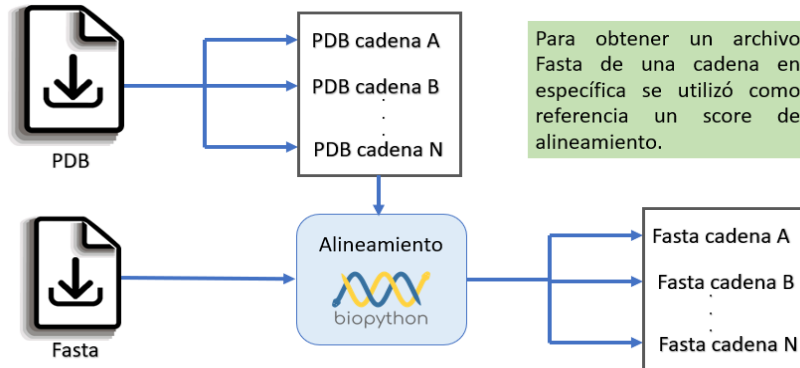 PDB cadena A
PDB cadena B
.
.
PDB cadena N
PDB
Para obtener un archivo
Fasta de una cadena en
específica se utilizó como
referencia un score de
alineamiento.
Alineamiento
biopython
Fasta
Fasta cadena A
Fasta cadena B
.
.
.
Fasta cadena N